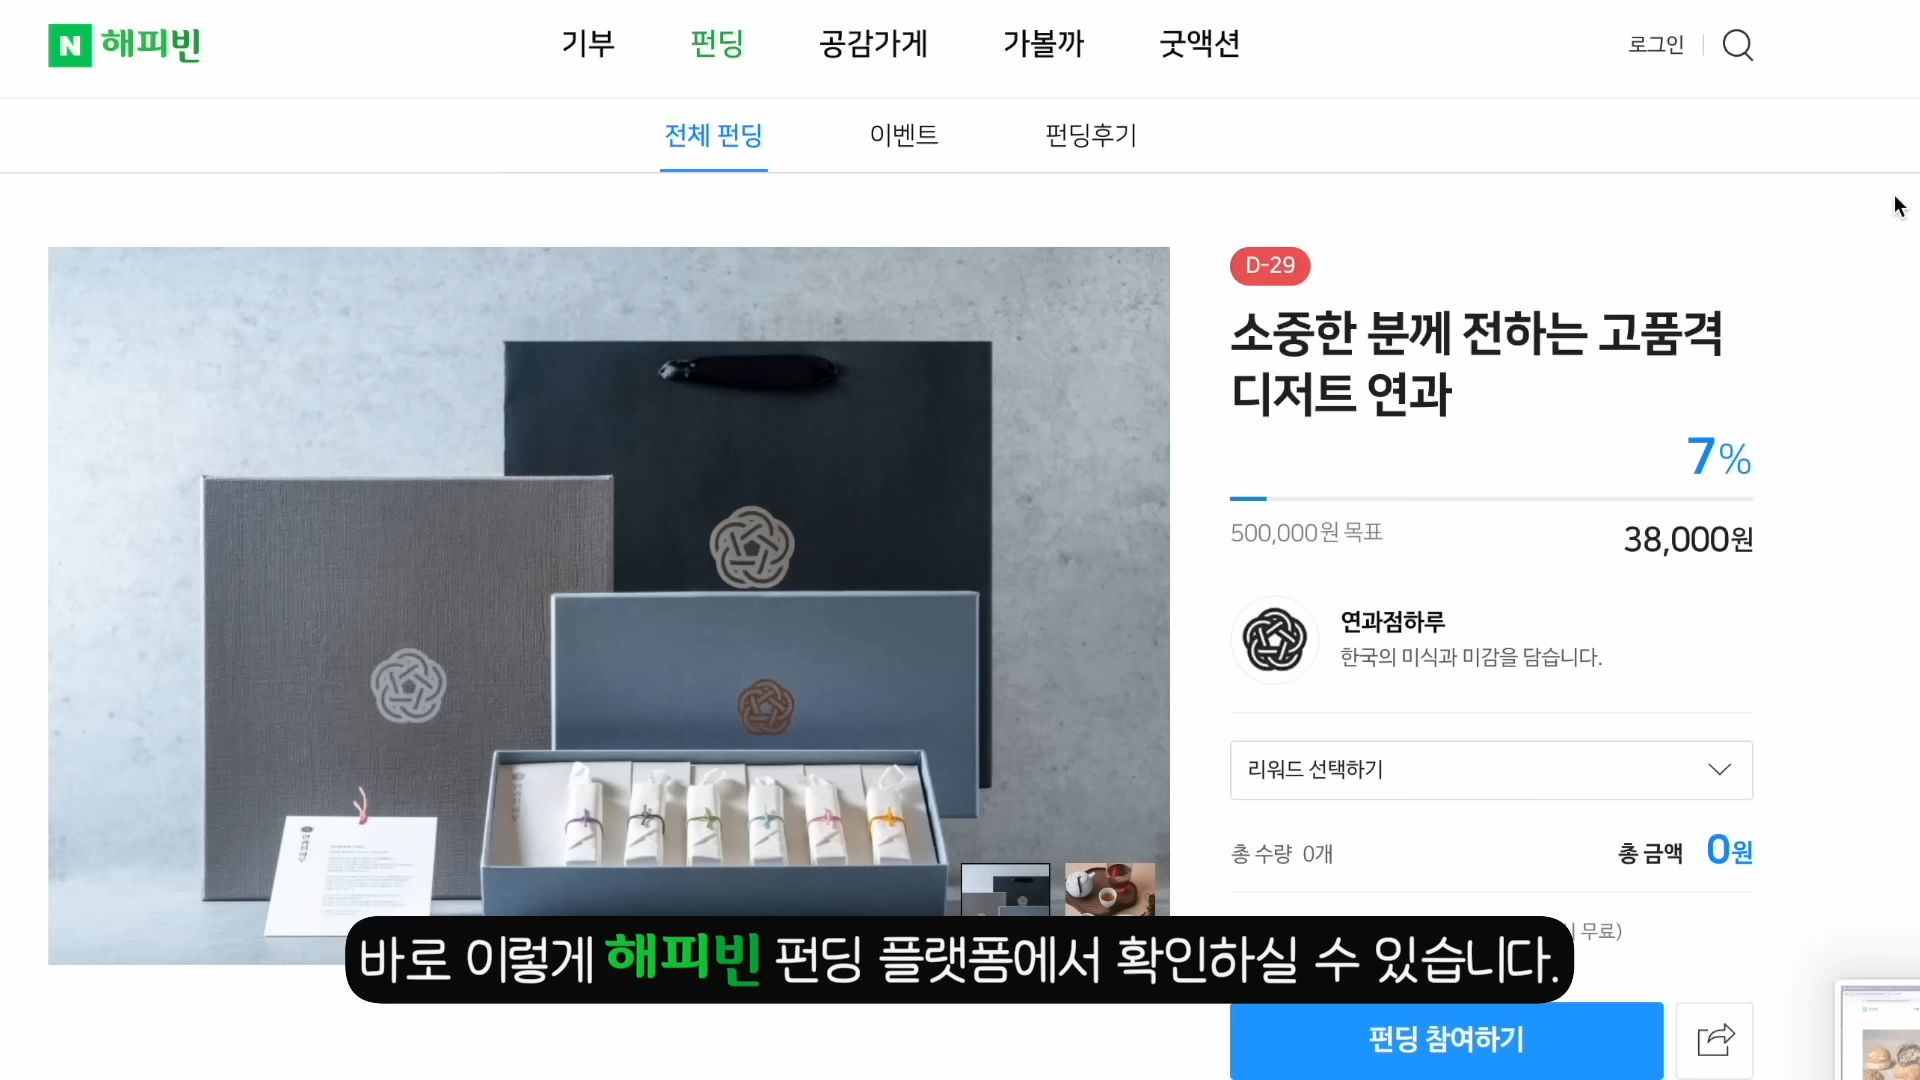 N 해피빈
기부 펀딩 공감가게 가볼까 굿액션
로그인
전체 펀딩 이벤트 펀딩후기
D-29
소중한 분께 전하는 고품격
디저트 연과
7%
500,000원 목표
38,000원
연과점하루
한국의 미식과 미감을 담습니다.
리워드 선택하기
총 수량 0개
총 금액 0원
무료)
바로 이렇게 해피빈 펀딩 플랫폼에서 확인하실 수 있습니다.
펀딩 참여하기